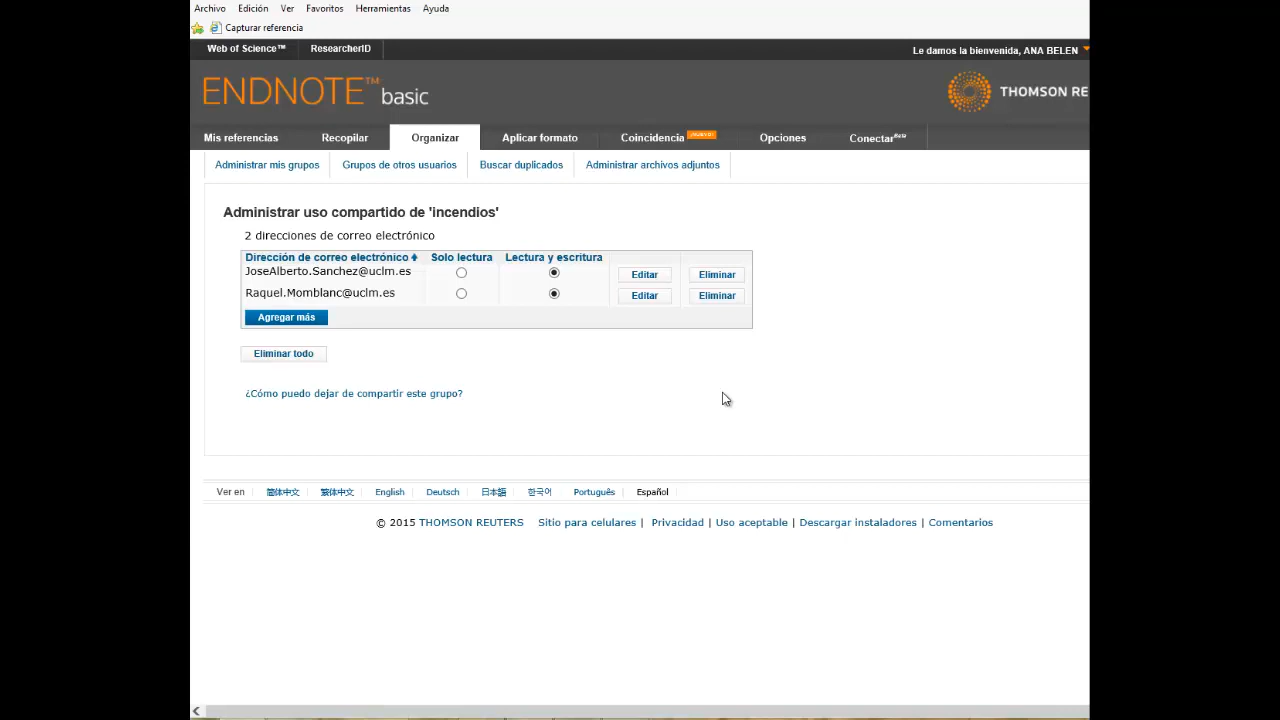 Archivo Edición Ver Favoritos Herramientas Ayuda
Capturar referencia
Web of Science™ ResearcherID Le damos la bienvenida, ANA BELEN
ENDNOTE™ basic THOMSON RE
Mis referencias Recopilar Organizar Aplicar formato Coincidencia ¡NUEVO! Opciones Conectar
Administrar mis grupos Grupos de otros usuarios Buscar duplicados Administrar archivos adjuntos
Administrar uso compartido de 'incendios'
2 direcciones de correo electrónico
Dirección de correo electrónico Solo lectura Lectura y escritura
JoseAlberto.Sanchez@uclm.es Editar Eliminar
Raquel.Momblanc@uclm.es Editar Eliminar
Agregar más
Eliminar todo
¿Cómo puedo dejar de compartir este grupo?
Ver en 简体中文 繁体中文 English Deutsch 日本語 한국어 Português Español
© 2015 THOMSON REUTERS Sitio para celulares | Privacidad | Uso aceptable | Descargar instaladores | Comentarios